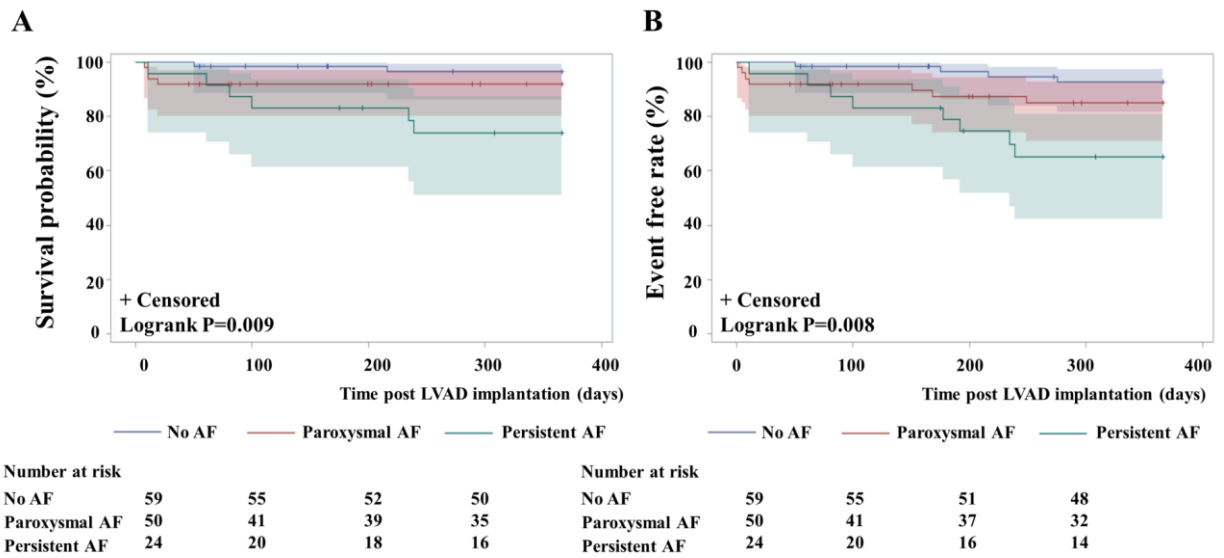 A
Survival probability (%)
100
80
60
40
20
0
+ Censored
Logrank P=0.009
0 100 200 300 400
Time post LVAD implantation (days)
No AF Paroxysmal AF Persistent AF
Number at risk
No AF 59 55 52 50
Paroxysmal AF 50 41 39 35
Persistent AF 24 20 18 16
B
Event free rate (%)
100
80
60
40
20
0
+ Censored
Logrank P=0.008
0 100 200 300 400
Time post LVAD implantation (days)
No AF Paroxysmal AF Persistent AF
Number at risk
No AF 59 55 51 48
Paroxysmal AF 50 41 37 32
Persistent AF 24 20 16 14